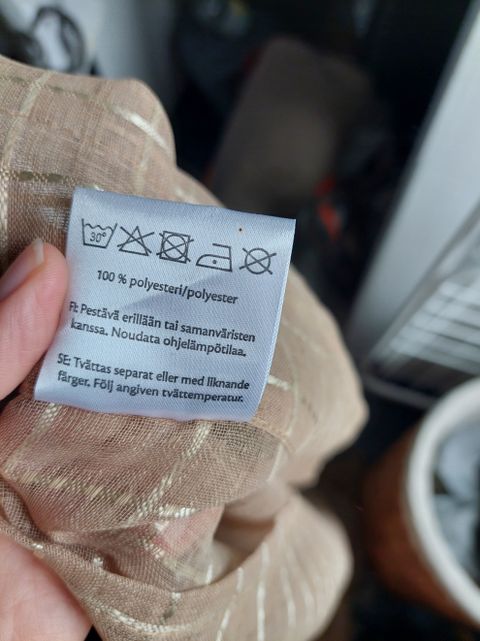 30°
100 % polyesteri/polyester
FI: Pestävä erillään tai samanväristen
kanssa. Noudata ohjelämpötilaa.
SE: Tvättas separat eller med liknande
färger. Följ angiven tvättemperatur.